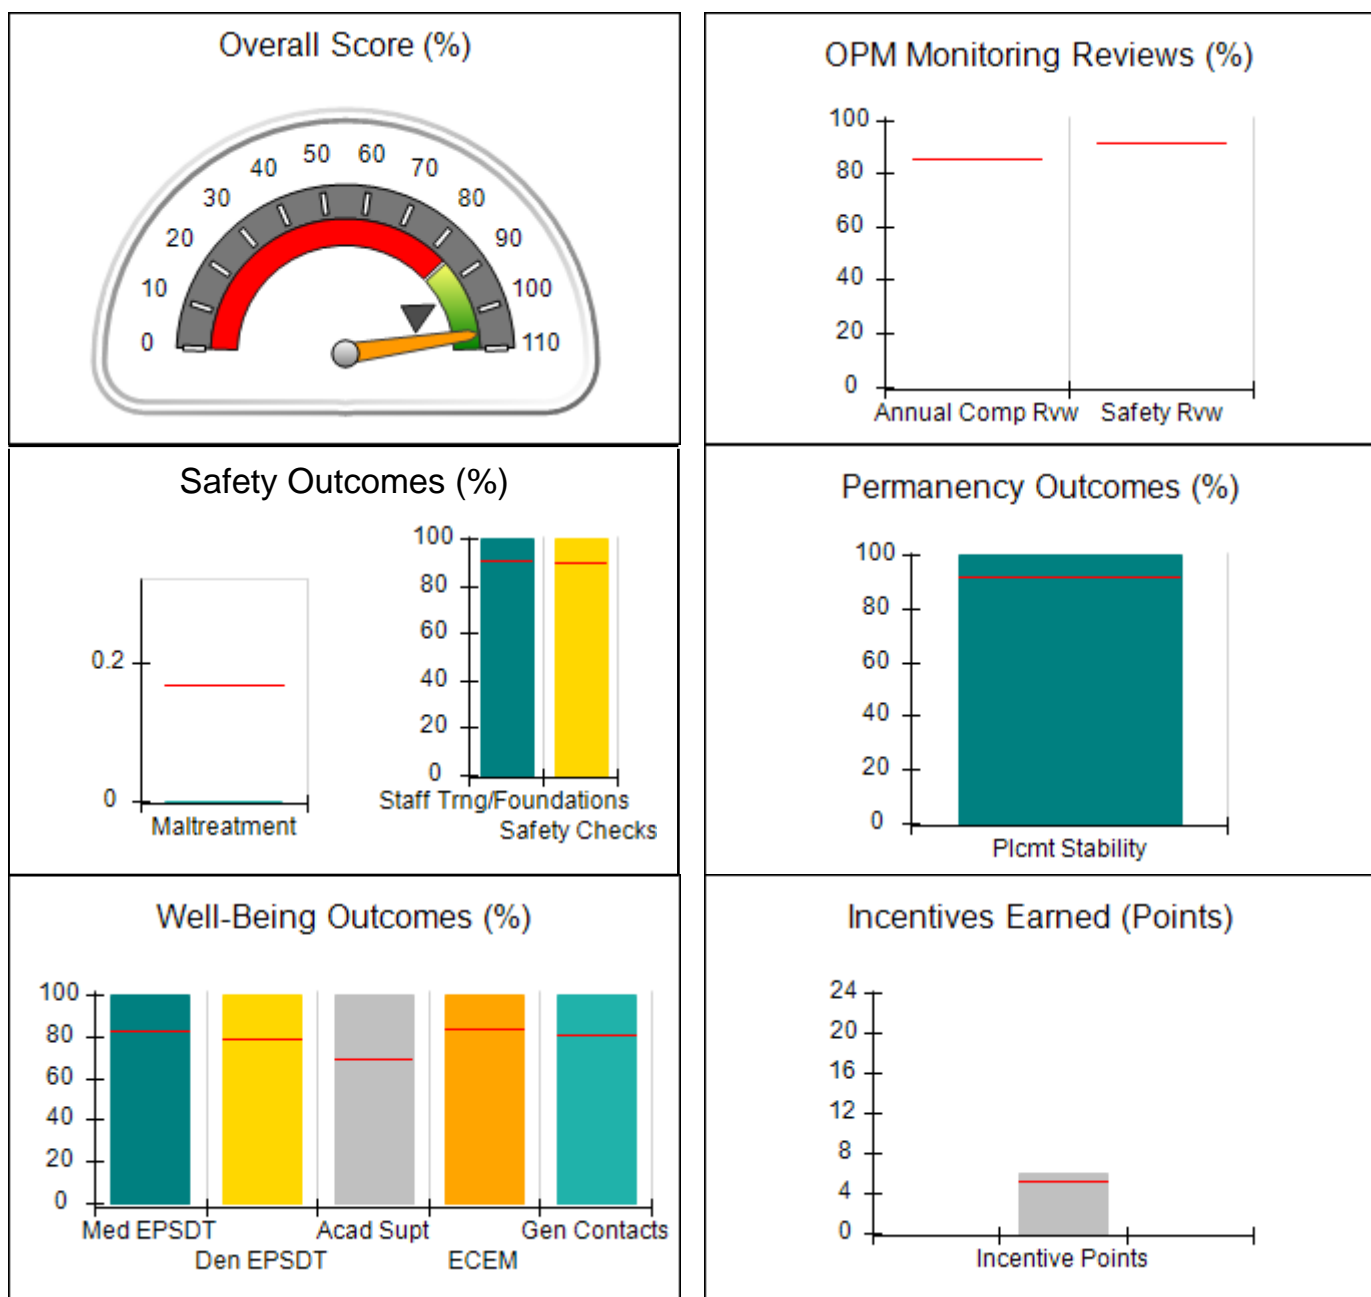 Overall Score (%)
0
10
20
30
40
50
60
70
80
90
100
110
OPM Monitoring Reviews (%)
100
80
60
40
20
0
Annual Comp Rvw
Safety Rvw
Safety Outcomes (%)
0.2
0
Maltreatment
100
80
60
40
20
0
Staff Trng/Foundations
Safety Checks
Permanency Outcomes (%)
100
80
60
40
20
0
Plcmt Stability
Well-Being Outcomes (%)
100
80
60
40
20
0
Med EPSDT
Den EPSDT
Acad Supt
ECEM
Gen Contacts
Incentives Earned (Points)
24
20
16
12
8
4
0
Incentive Points